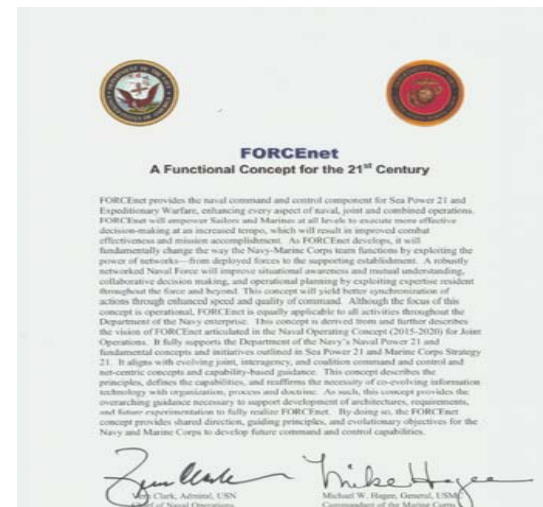 FORCEnet
A Functional Concept for the 21st Century
FORCEnet provides the naval command and control component for Sea Power 21 and
Expeditionary Warfare, enhancing every aspect of naval, joint and combined operations.
FORCEnet will empower Sailors and Marines at all levels to execute more effective
decision-making at an increased tempo, which will result in improved combat
effectiveness and mission accomplishment. As FORCEnet develops, it will
fundamentally change the way the Navy-Marine Corps team functions by exploiting the
power of networks—from deployed forces to the supporting establishment. A robustly
networked Naval Force will improve situational awareness and mutual understanding,
collaborative decision making, and operational planning by exploiting expertise resident
throughout the force and beyond. This concept will yield better synchronization of
actions through enhanced speed and quality of command. Although the focus of this
concept is operational, FORCEnet is equally applicable to all activities throughout the
Department of the Navy enterprise. This concept is derived from and further describes
the vision of FORCEnet articulated in the Naval Operating Concept (2015-2020) for Joint
Operations. It fully supports the Department of the Navy's Naval Power 21 and
fundamental concepts and initiatives outlined in Sea Power 21 and Marine Corps Strategy
21. It aligns with evolving joint, interagency, and coalition command and control and
net-centric concepts and capability-based guidance. This concept describes the
principles, defines the capabilities, and reaffirms the necessity of co-evolving information
technology with organization, process and doctrine. As such, this concept provides the
overarching guidance necessary to support development of architectures, requirements,
and future experimentation to fully realize FORCEnet. By doing so, the FORCEnet
concept provides shared direction, guiding principles, and evolutionary objectives for the
Navy and Marine Corps to develop future command and control capabilities.
Vern Clark, Admiral, USN
Chief of Naval Operations
Michael W. Hagee, General, USMC
Commandant of the Marine Corps